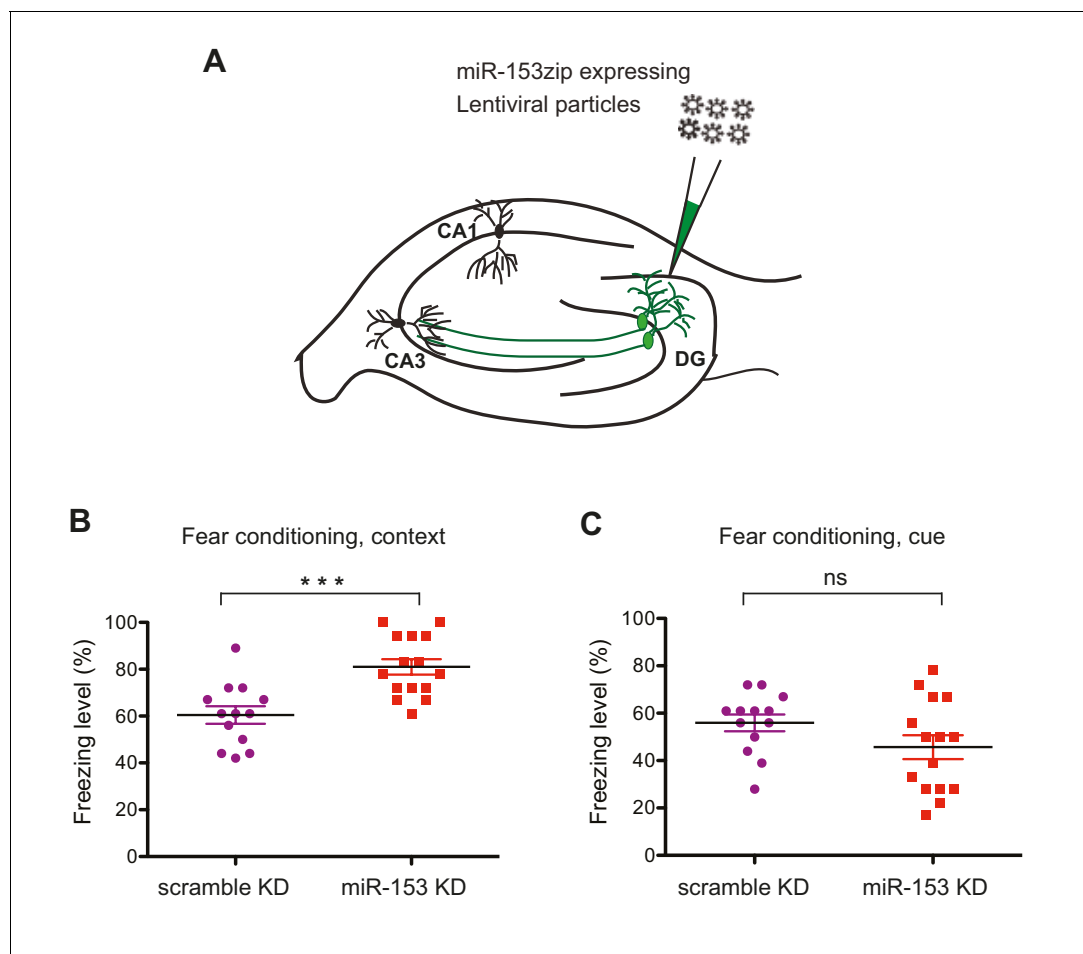 A
miR-153zip expressing
Lentiviral particles
CA1
CA3
DG
B
Fear conditioning, context
* * *
Freezing level (%)
100
80
60
40
20
0
scramble KD
miR-153 KD
C
Fear conditioning, cue
ns
Freezing level (%)
100
80
60
40
20
0
scramble KD
miR-153 KD